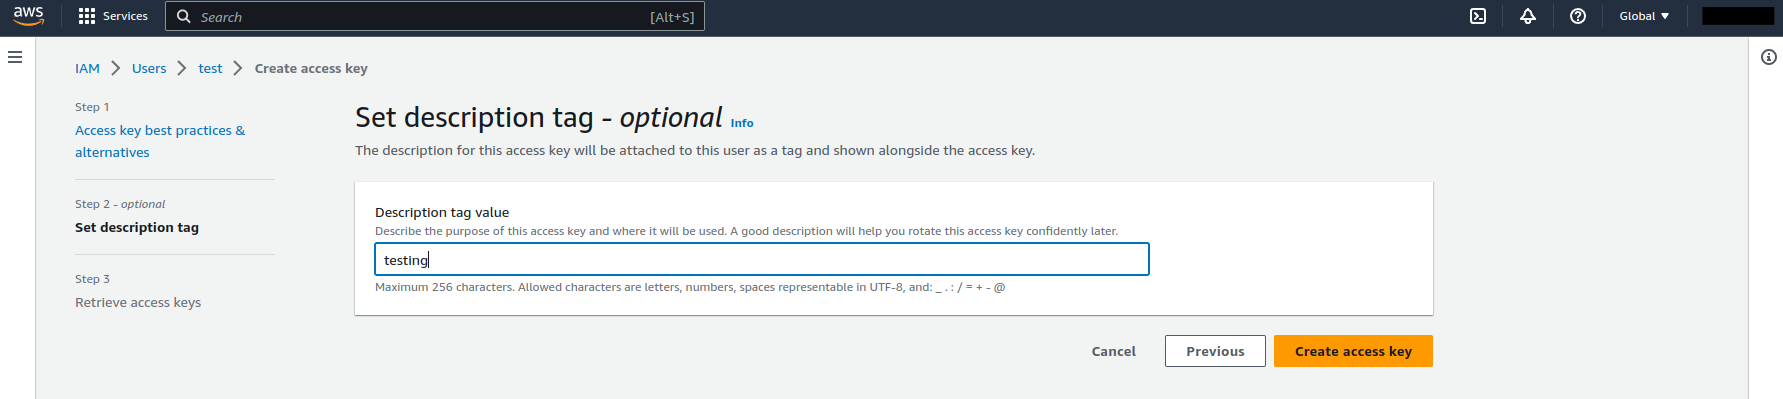 aws Services Search [Alt+S] Global
IAM Users test Create access key
Step 1
Access key best practices &
alternatives
Step 2 - optional
Set description tag
Step 3
Retrieve access keys
Set description tag - optional Info
The description for this access key will be attached to this user as a tag and shown alongside the access key.
Description tag value
Describe the purpose of this access key and where it will be used. A good description will help you rotate this access key confidently later.
testing
Maximum 256 characters. Allowed characters are letters, numbers, spaces representable in UTF-8, and: _ . : / = + - @
Cancel Previous Create access key